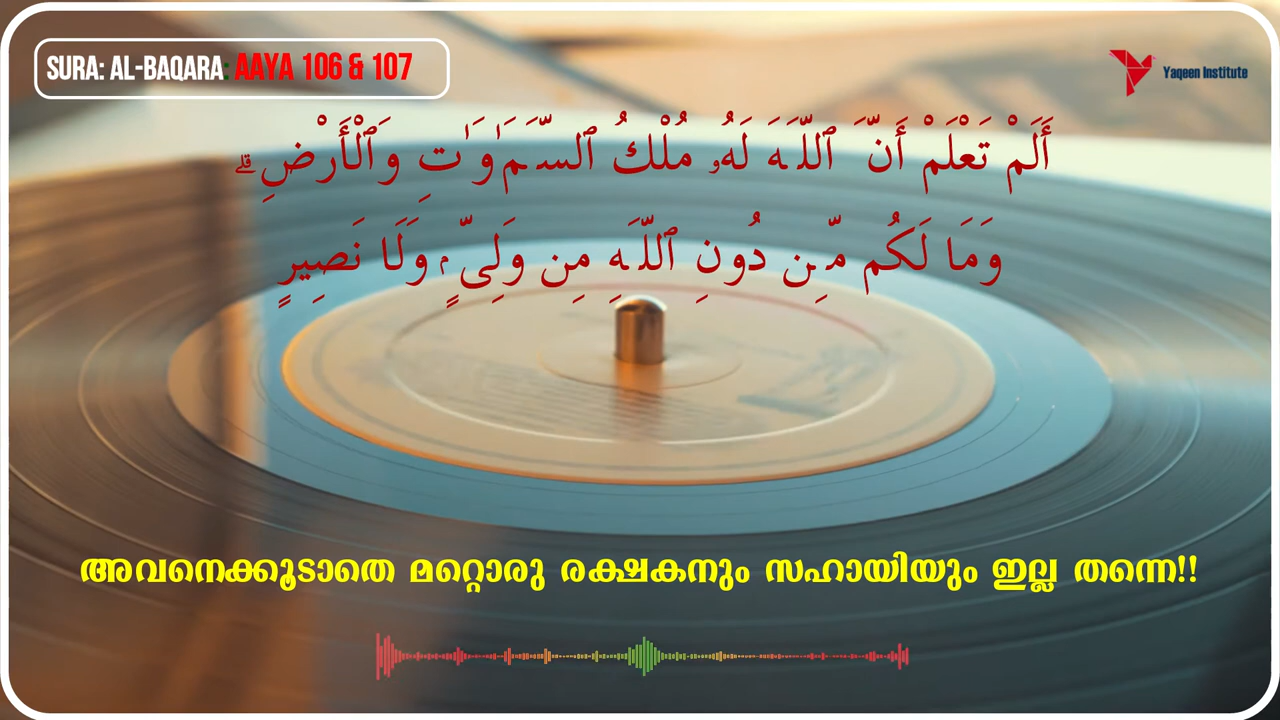 SURA: AL-BAQARA: AAYA 106 & 107
Yaqeen Institute
أَلَمْ تَعْلَمْ أَنَّ ٱللَّهَ لَهُۥ مُلْكُ ٱلسَّمَـٰوَٰتِ وَٱلْأَرْضِ ۗ
وَمَا لَكُم مِّن دُونِ ٱللَّهِ مِن وَلِىٍّۢ وَلَا نَصِيرٍ
അവനെക്കൂടാതെ മറ്റൊരു രക്ഷകനും സഹായിയും ഇല്ല തന്നെ!!